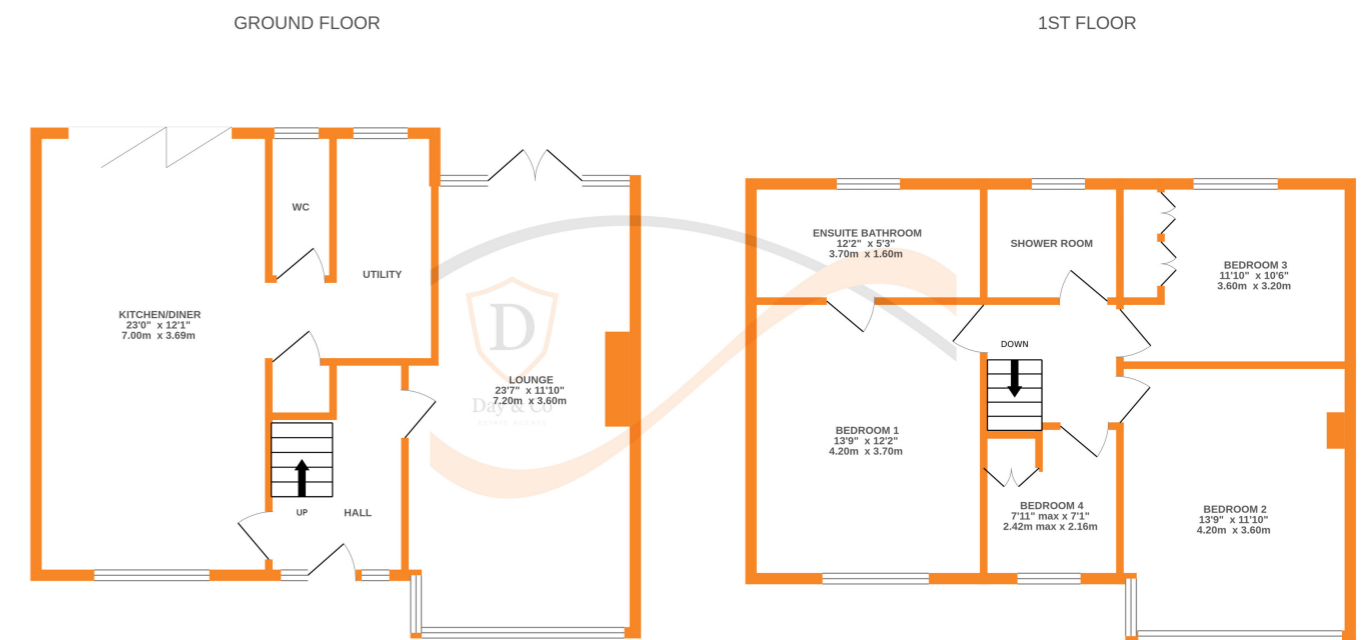 GROUND FLOOR
1ST FLOOR
WC
UTILITY
KITCHEN/DINER
23'0" x 12'1"
7.00m x 3.69m
LOUNGE
23'7" x 11'10"
7.20m x 3.60m
UP
HALL
D
Day & Co
ESTATE AGENTS
ENSUITE BATHROOM
12'2" x 5'3"
3.70m x 1.60m
SHOWER ROOM
BEDROOM 3
11'10" x 10'6"
3.60m x 3.20m
DOWN
BEDROOM 1
13'9" x 12'2"
4.20m x 3.70m
BEDROOM 4
7'11" max x 7'1"
2.42m max x 2.16m
BEDROOM 2
13'9" x 11'10"
4.20m x 3.60m